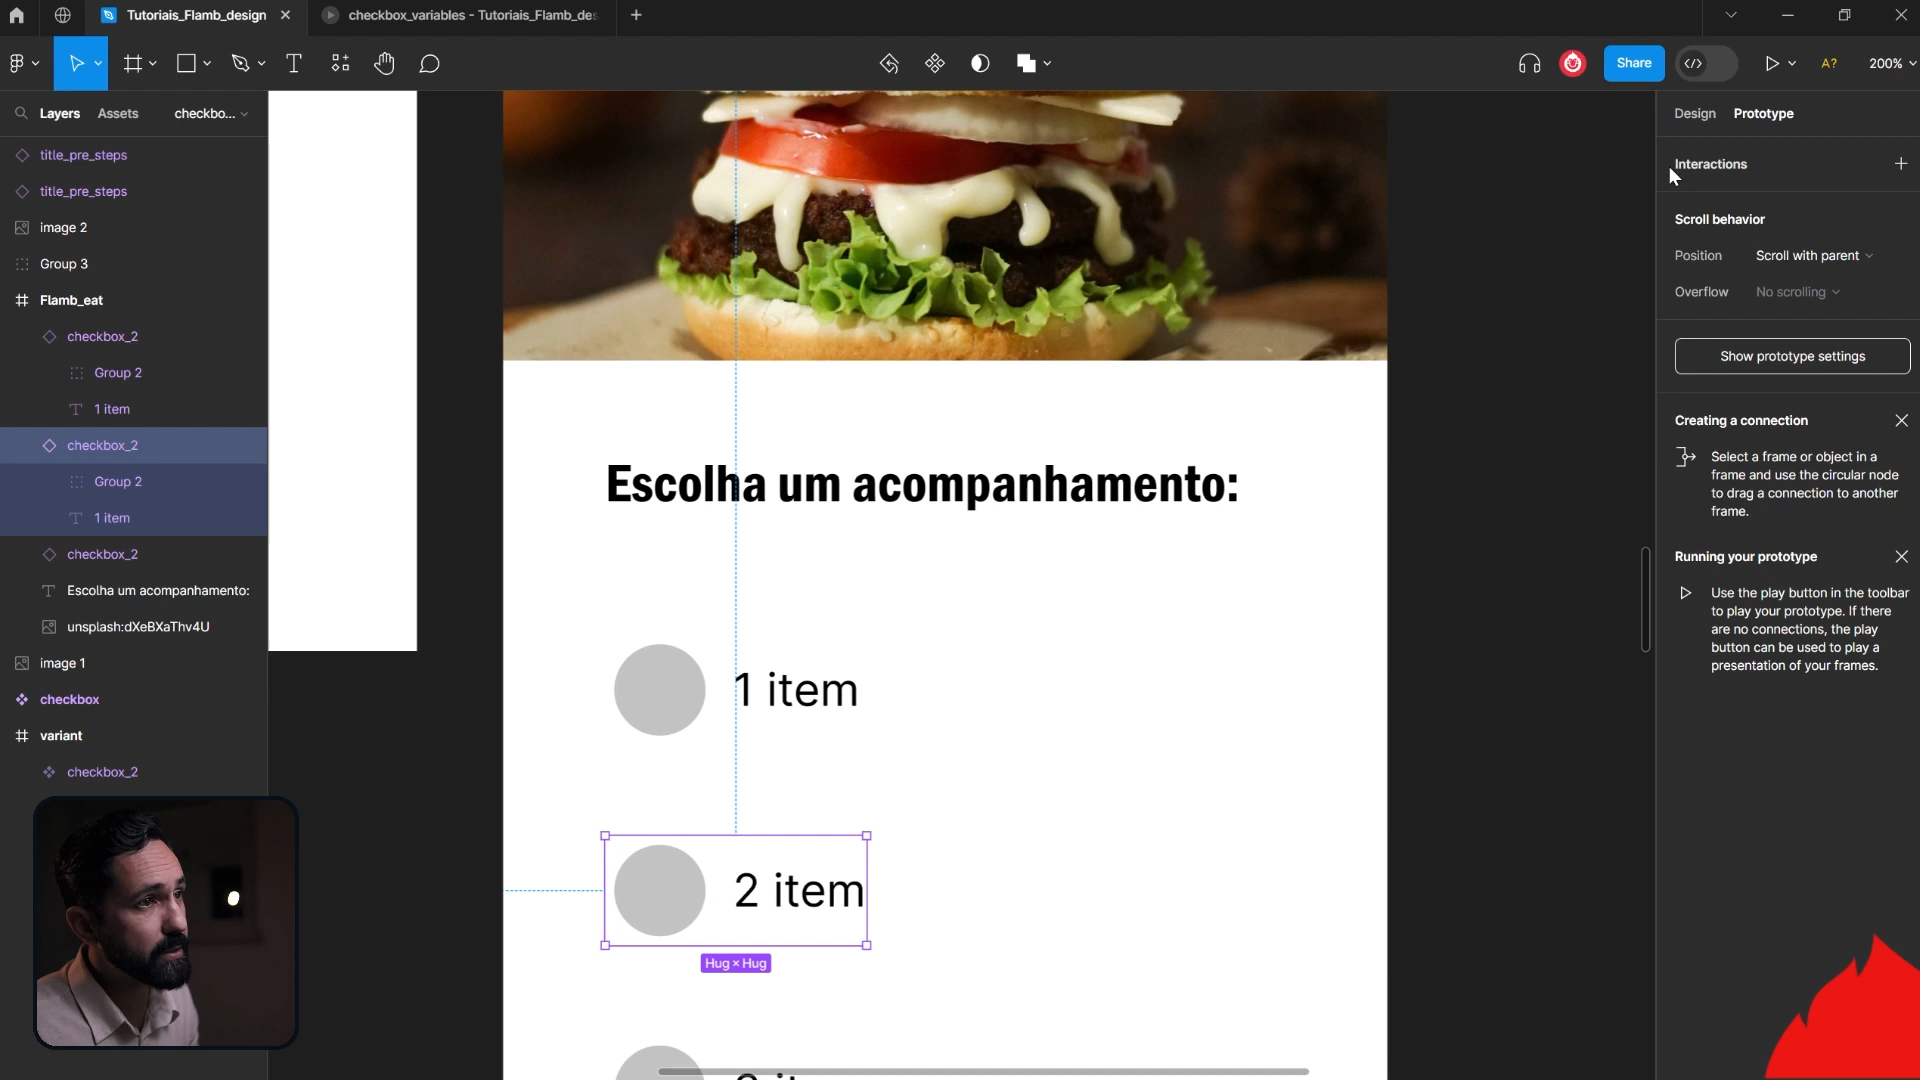 Tutoriais_Flamb_design
checkbox_variables - Tutoriais_Flamb_des
Share
A?
200%
Layers
Assets
checkbo...
title_pre_steps
title_pre_steps
image 2
Group 3
Flamb_eat
checkbox_2
Group 2
1 item
checkbox_2
Group 2
1 item
checkbox_2
Escolha um acompanhamento:
unsplash:dXeBXaThv4U
image 1
checkbox
variant
checkbox_2
Escolha um acompanhamento:
1 item
2 item
Hug × Hug
Design
Prototype
Interactions
Scroll behavior
Position
Scroll with parent
Overflow
No scrolling
Show prototype settings
Creating a connection
Select a frame or object in a
frame and use the circular node
to drag a connection to another
frame.
Running your prototype
Use the play button in the toolbar
to play your prototype. If there
are no connections, the play
button can be used to play a
presentation of your frames.